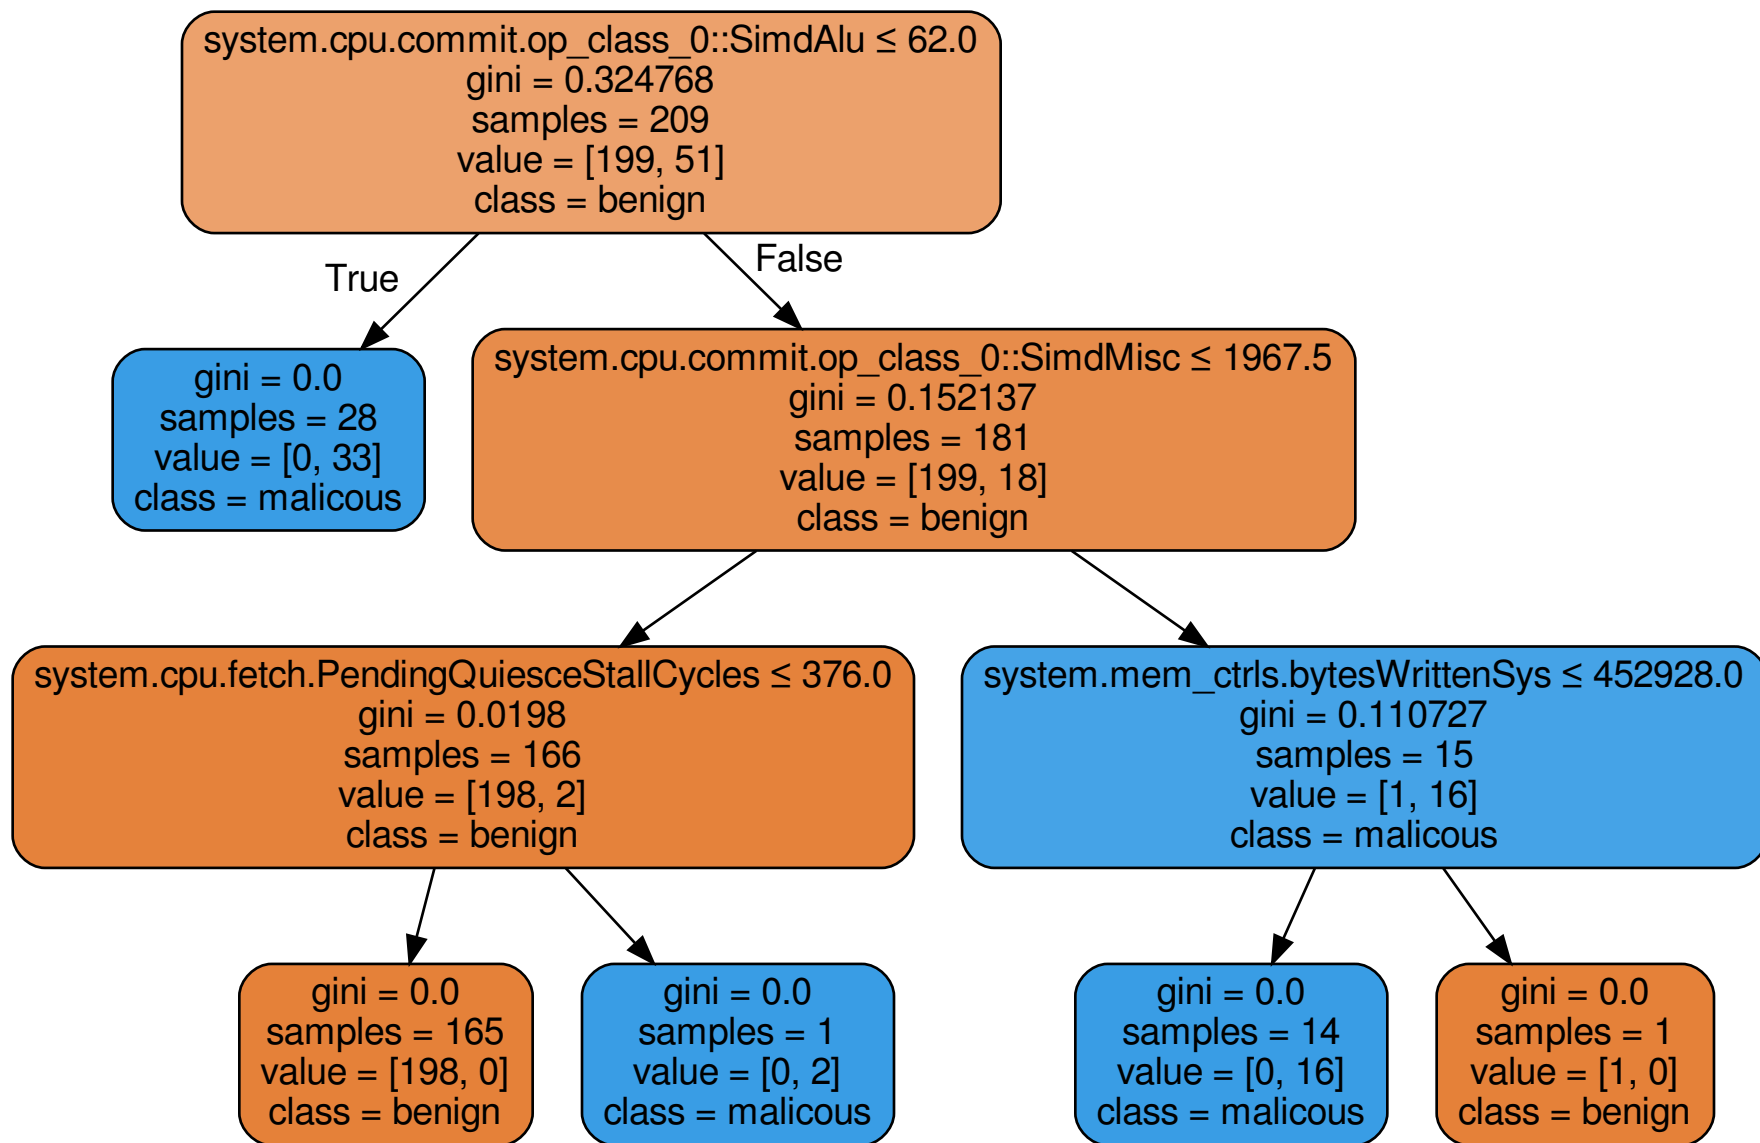 system.cpu.commit.op_class_0::SimdAlu ≤ 62.0
gini = 0.324768
samples = 209
value = [199, 51]
class = benign
True
False
gini = 0.0
samples = 28
value = [0, 33]
class = malicous
system.cpu.commit.op_class_0::SimdMisc ≤ 1967.5
gini = 0.152137
samples = 181
value = [199, 18]
class = benign
system.cpu.fetch.PendingQuiesceStallCycles ≤ 376.0
gini = 0.0198
samples = 166
value = [198, 2]
class = benign
system.mem_ctrls.bytesWrittenSys ≤ 452928.0
gini = 0.110727
samples = 15
value = [1, 16]
class = malicous
gini = 0.0
samples = 165
value = [198, 0]
class = benign
gini = 0.0
samples = 1
value = [0, 2]
class = malicous
gini = 0.0
samples = 14
value = [0, 16]
class = malicous
gini = 0.0
samples = 1
value = [1, 0]
class = benign